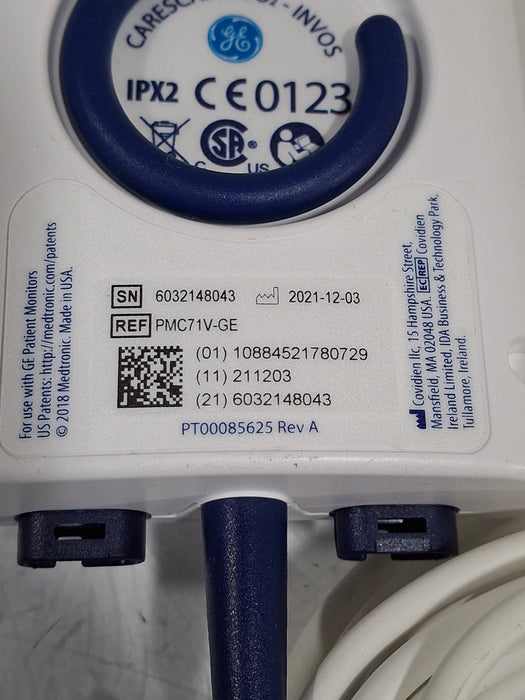 CARESCAPE
- INVOS
GE
IPX2 CE 0123
SA
C US
SN 6032148043 2021-12-03
REF PMC71V-GE
(01) 10884521780729
(11) 211203
(21) 6032148043
PT00085625 Rev A
For use with GE Patient Monitors
US Patents: http://medtronic.com/patents
© 2018 Medtronic. Made in USA.
Covidien llc, 15 Hampshire Street,
Mansfield, MA 02048 USA. EC REP Covidien
Ireland Limited, IDA Business & Technology Park,
Tullamore, Ireland.